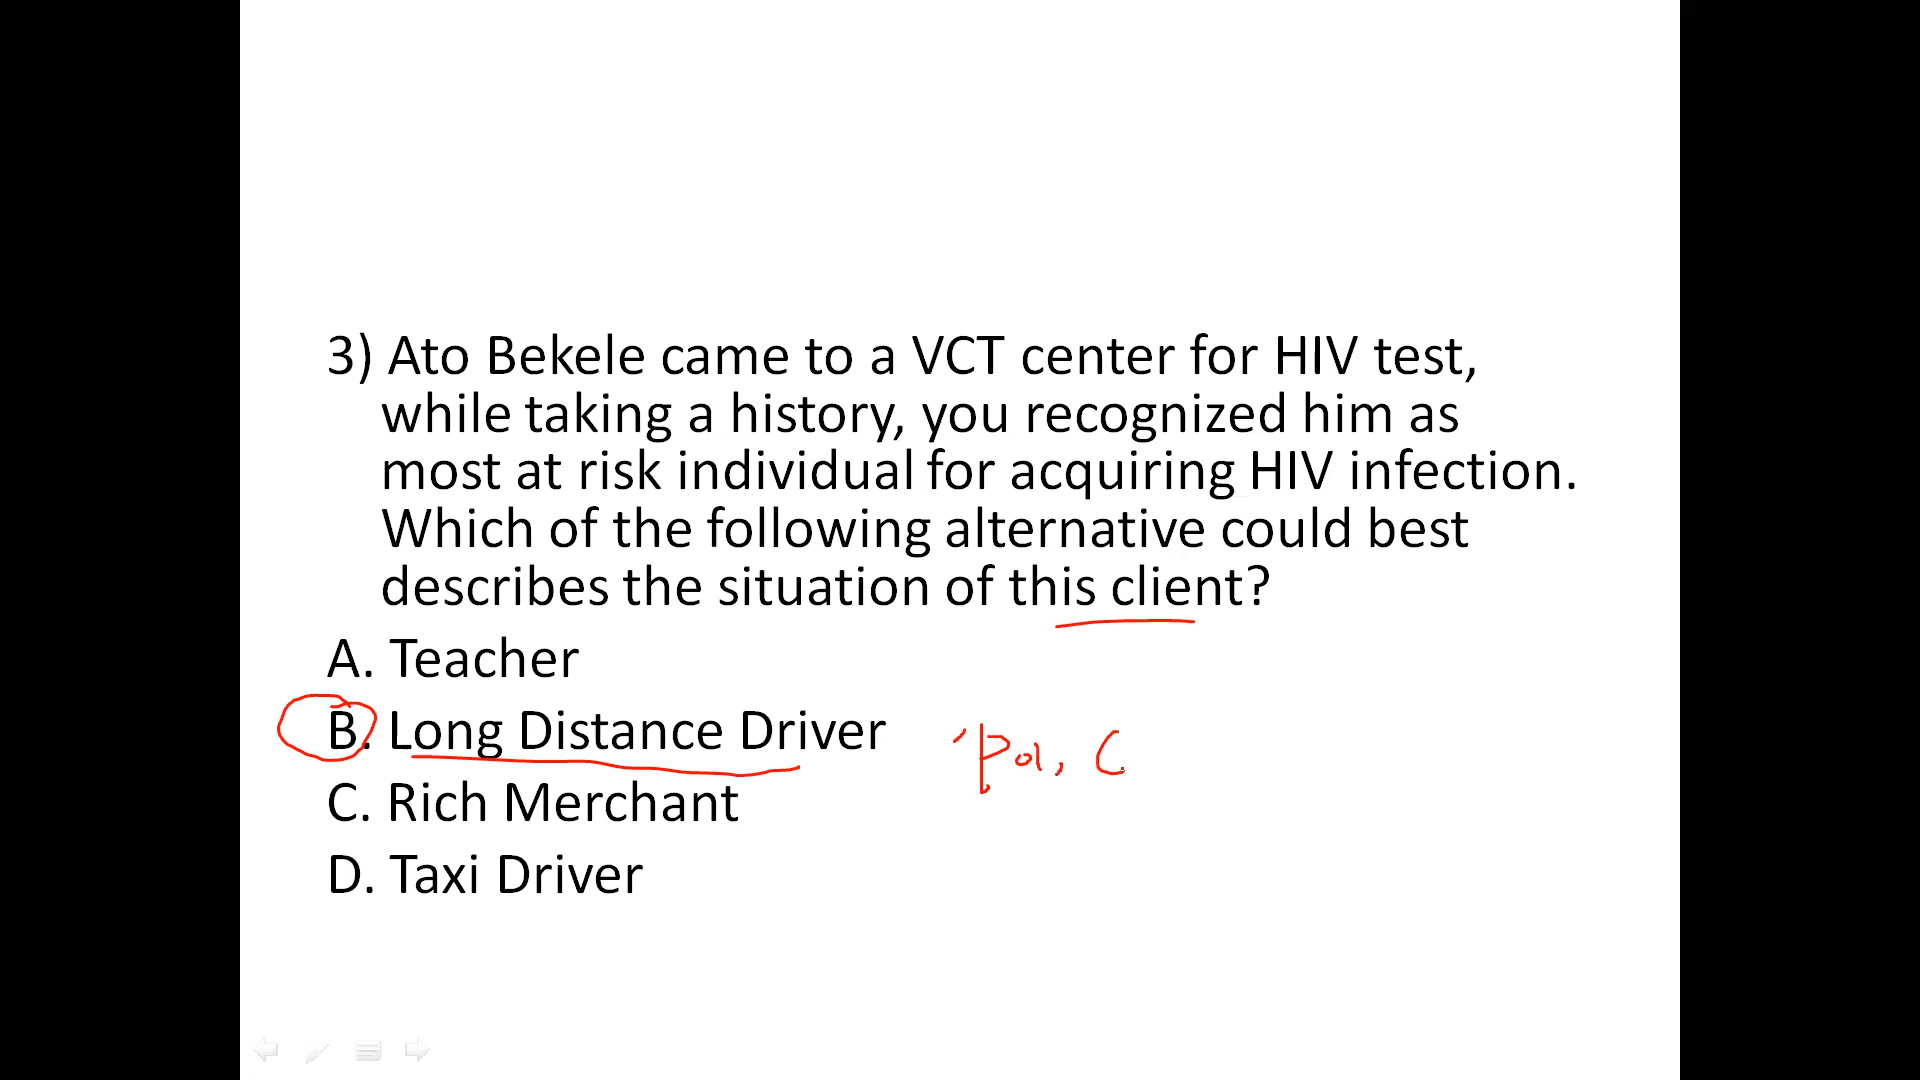 3) Ato Bekele came to a VCT center for HIV test,
while taking a history, you recognized him as
most at risk individual for acquiring HIV infection.
Which of the following alternative could best
describes the situation of this client?
A. Teacher
B. Long Distance Driver
C. Rich Merchant
D. Taxi Driver